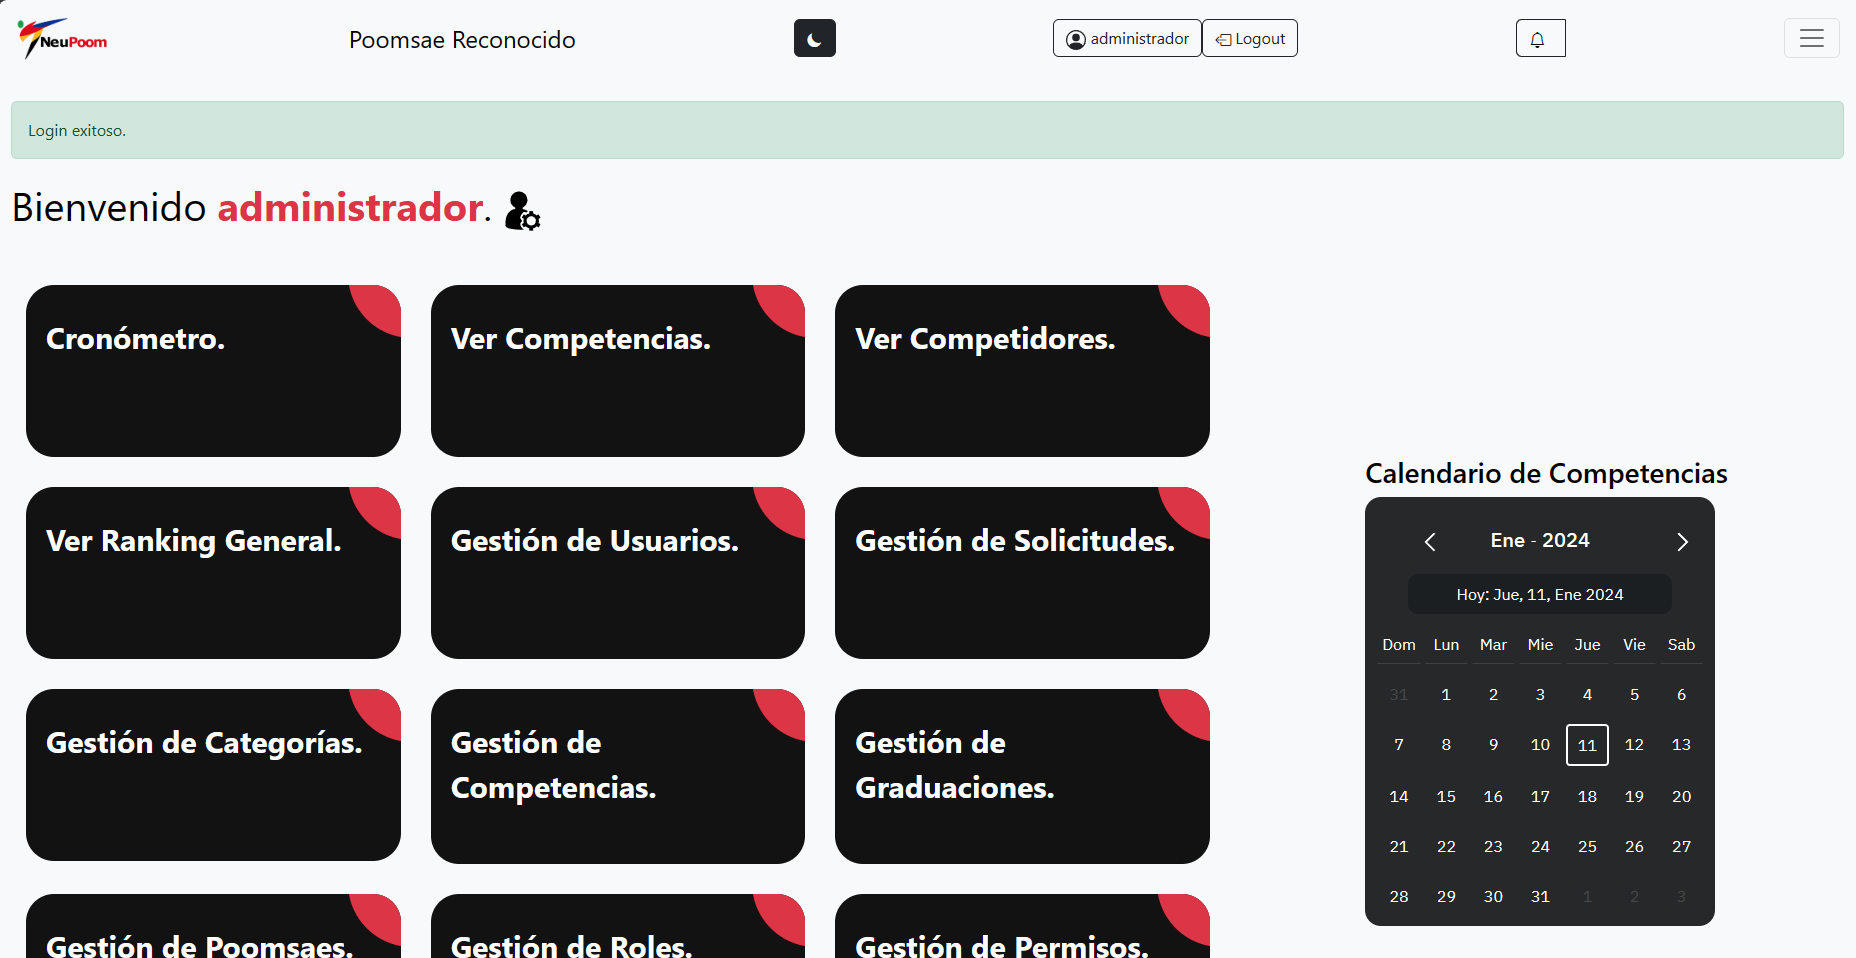 NeuPoom
Poomsae Reconocido
administrador
Logout
Login exitoso.
Bienvenido administrador.
Cronómetro.
Ver Competencias.
Ver Competidores.
Ver Ranking General.
Gestión de Usuarios.
Gestión de Solicitudes.
Gestión de Categorías.
Gestión de
Competencias.
Gestión de
Graduaciones.
Gestión de Poomsaes.
Gestión de Roles.
Gestión de Permisos.
Calendario de Competencias
Ene - 2024
Hoy: Jue, 11, Ene 2024
Dom Lun Mar Mie Jue Vie Sab
31 1 2 3 4 5 6
7 8 9 10 11 12 13
14 15 16 17 18 19 20
21 22 23 24 25 26 27
28 29 30 31 1 2 3